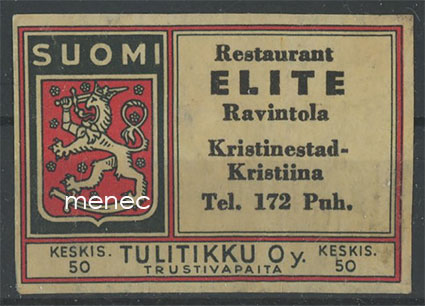 SUOMI
Restaurant
ELITE
Ravintola
Kristinestad-
Kristiina
Tel. 172 Puh.
menec
KESKIS.
50
TULITIKKU Oy.
TRUSTIVAPAITA
KESKIS.
50